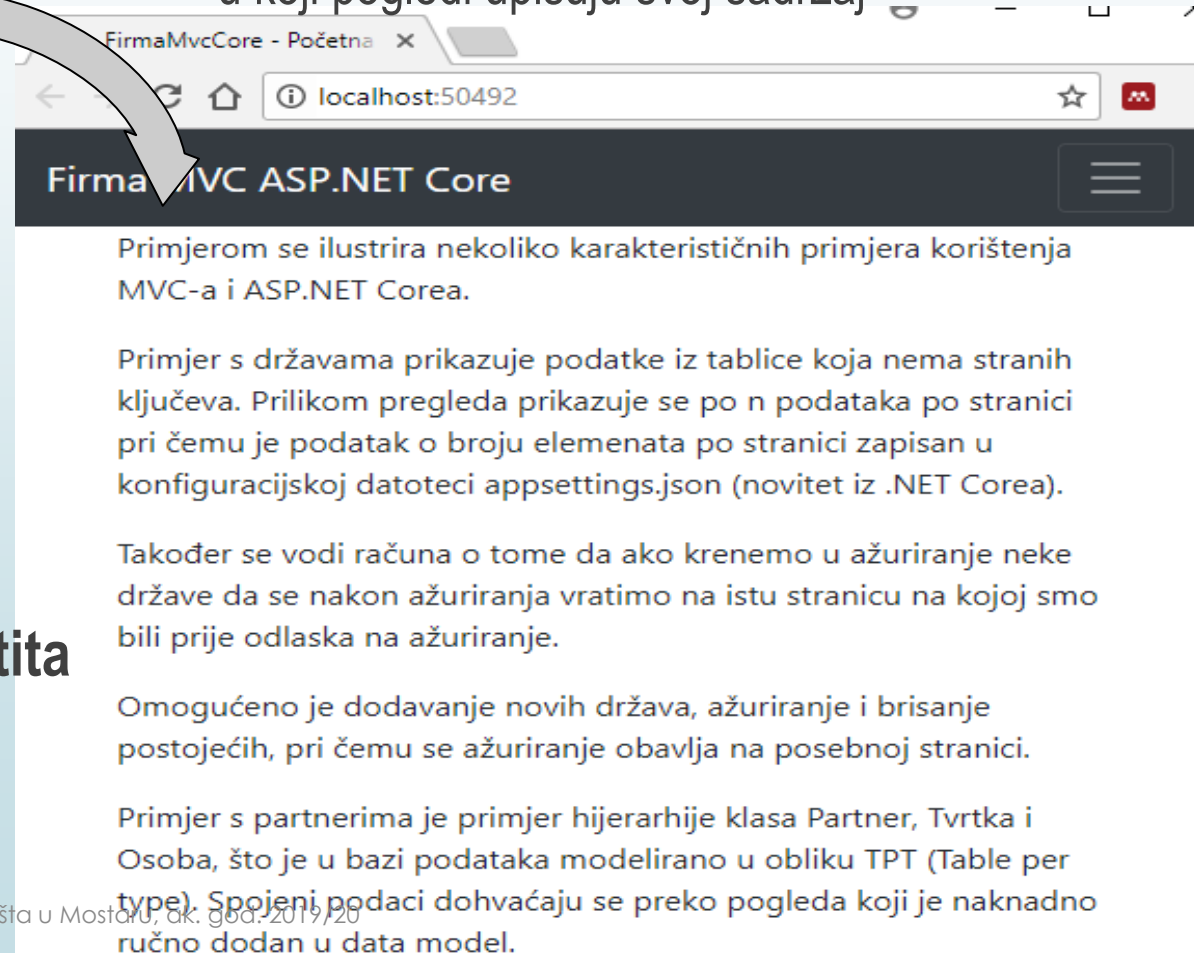 u koji pogledi upisuju svoj sadržaj
FirmaMvcCore - Početna
localhost:50492
Firma MVC ASP.NET Core
Primjerom se ilustrira nekoliko karakterističnih primjera korištenja
MVC-a i ASP.NET Corea.
Primjer s državama prikazuje podatke iz tablice koja nema stranih
ključeva. Prilikom pregleda prikazuje se po n podataka po stranici
pri čemu je podatak o broju elemenata po stranici zapisan u
konfiguracijskoj datoteci appsettings.json (novitet iz .NET Corea).
Također se vodi računa o tome da ako krenemo u ažuriranje neke
države da se nakon ažuriranja vratimo na istu stranicu na kojoj smo
bili prije odlaska na ažuriranje.
tita
Omogućeno je dodavanje novih država, ažuriranje i brisanje
postojećih, pri čemu se ažuriranje obavlja na posebnoj stranici.
Primjer s partnerima je primjer hijerarhije klasa Partner, Tvrtka i
Osoba, što je u bazi podataka modelirano u obliku TPT (Table per
type). Spojeni podaci dohvaćaju se preko pogleda koji je naknadno
šta u Mostaru, ak. god. 2019/20
ručno dodan u data model.